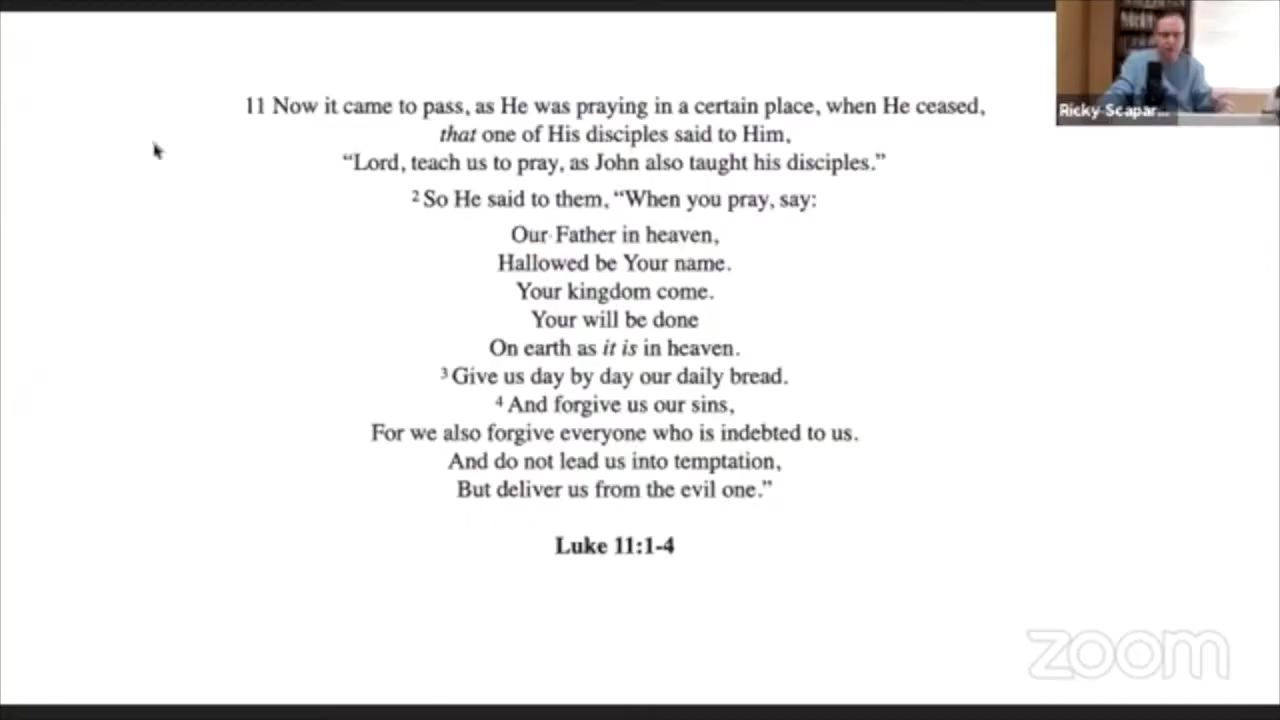 11 Now it came to pass, as He was praying in a certain place, when He ceased,
that one of His disciples said to Him,
“Lord, teach us to pray, as John also taught his disciples.”
2 So He said to them, “When you pray, say:
Our Father in heaven,
Hallowed be Your name.
Your kingdom come.
Your will be done
On earth as it is in heaven.
3 Give us day by day our daily bread.
4 And forgive us our sins,
For we also forgive everyone who is indebted to us.
And do not lead us into temptation,
But deliver us from the evil one.”
Luke 11:1-4
Ricky Scapar...
zoom